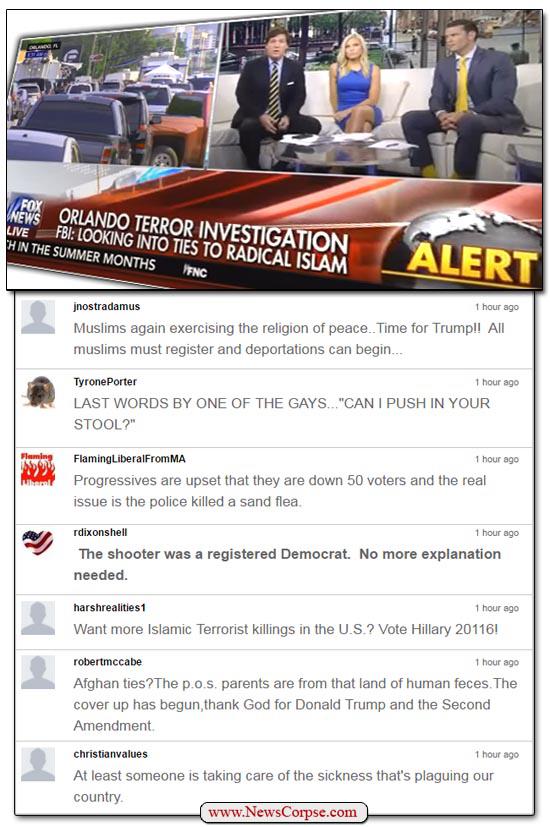 ORLANDO, FL
FOX
NEWS
LIVE
ORLANDO TERROR INVESTIGATION
FBI: LOOKING INTO TIES TO RADICAL ISLAM
CH IN THE SUMMER MONTHS
FNC
ALERT
jnostradamus 1 hour ago
Muslims again exercising the religion of peace..Time for Trump!! All
muslims must register and deportations can begin...
TyronePorter 1 hour ago
LAST WORDS BY ONE OF THE GAYS..."CAN I PUSH IN YOUR
STOOL?"
Flaming
Liberal
FlamingLiberalFromMA 1 hour ago
Progressives are upset that they are down 50 voters and the real
issue is the police killed a sand flea.
rdixonshell 1 hour ago
The shooter was a registered Democrat. No more explanation
needed.
harshrealities1 1 hour ago
Want more Islamic Terrorist killings in the U.S.? Vote Hillary 20116!
robertmccabe 1 hour ago
Afghan ties?The p.o.s. parents are from that land of human feces.The
cover up has begun,thank God for Donald Trump and the Second
Amendment.
christianvalues 1 hour ago
At least someone is taking care of the sickness that's plaguing our
country.
www.NewsCorpse.com